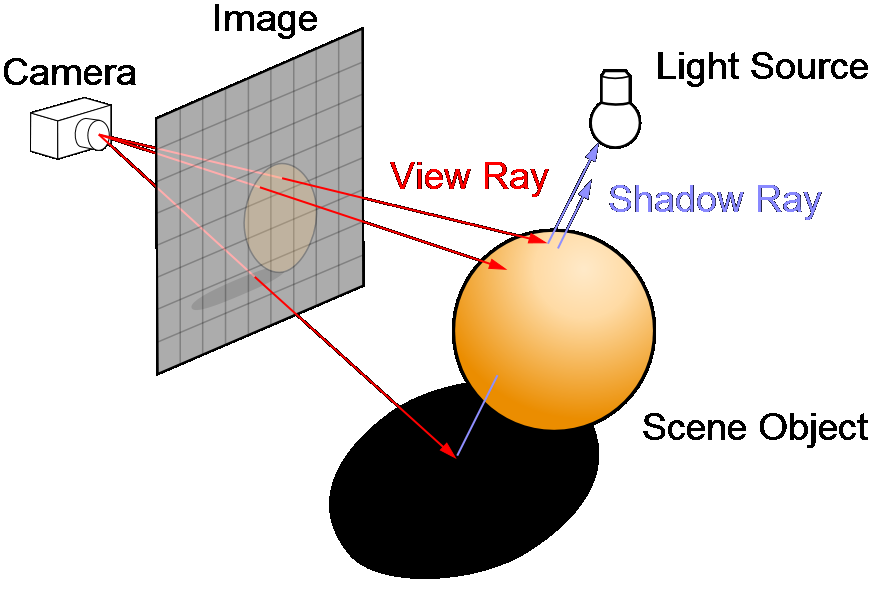 Image
Camera
Light Source
View Ray
Shadow Ray
Scene Object